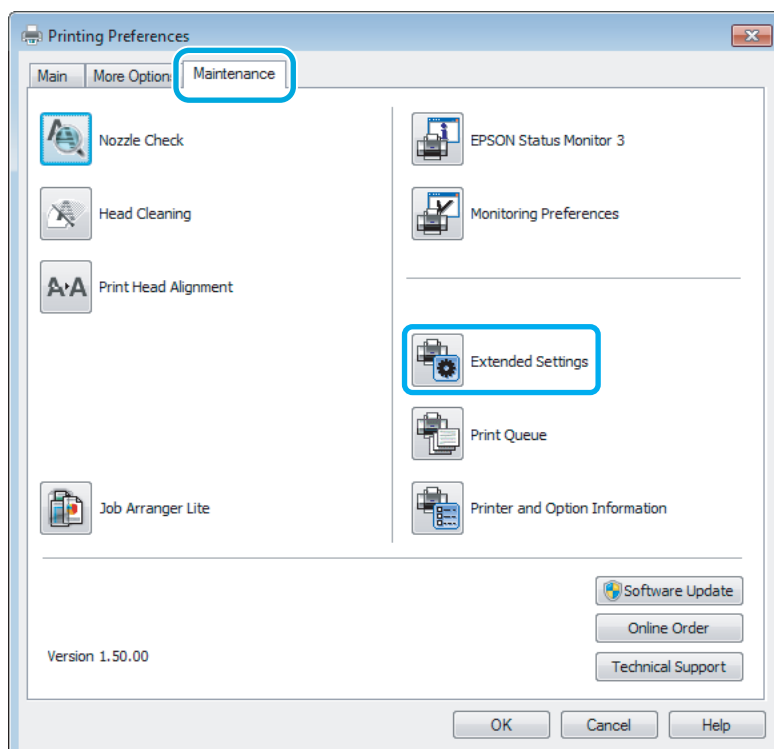 Printing Preferences
Main
More Option
Maintenance
Nozzle Check
Head Cleaning
A A Print Head Alignment
Job Arranger Lite
EPSON Status Monitor 3
Monitoring Preferences
Extended Settings
Print Queue
Printer and Option Information
Software Update
Online Order
Technical Support
Version 1.50.00
OK
Cancel
Help